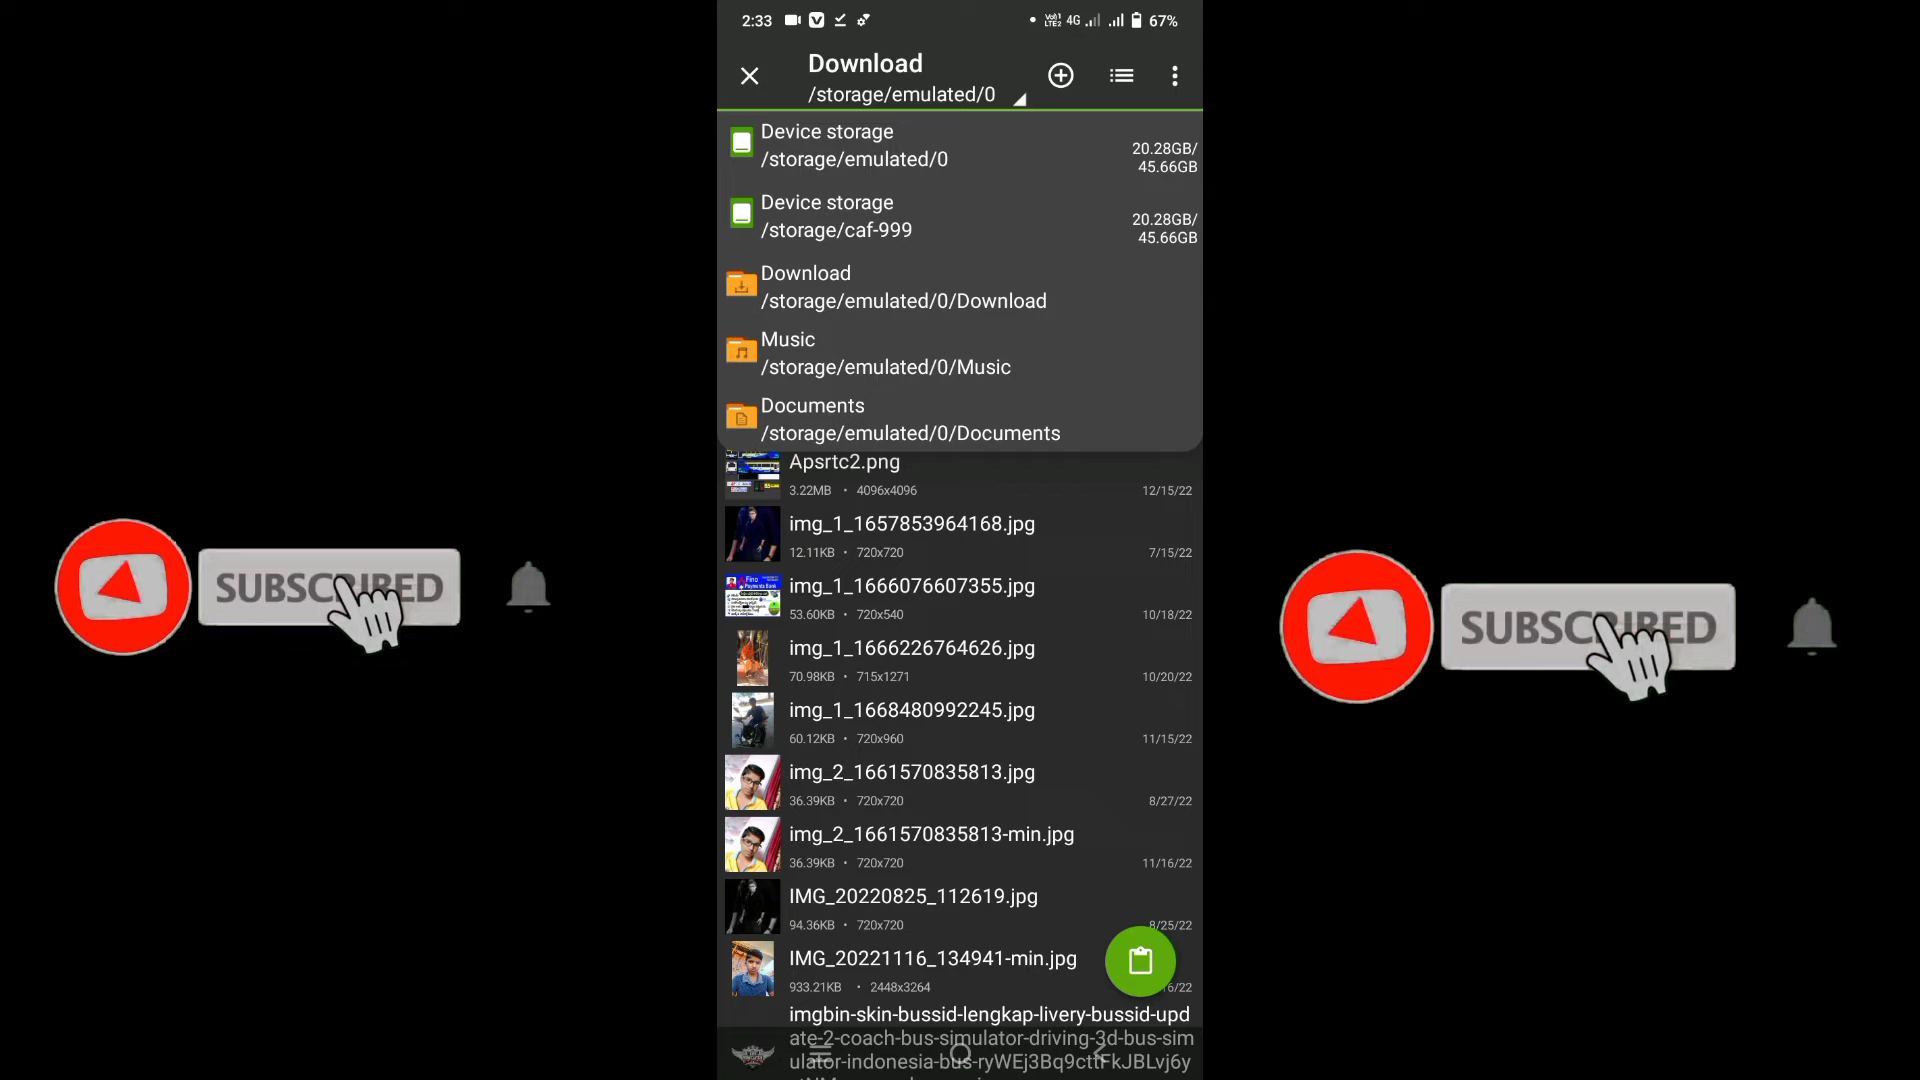 2:33
4G
67%
Download
/storage/emulated/0
Device storage
/storage/emulated/0
20.28GB/
45.66GB
Device storage
/storage/caf-999
20.28GB/
45.66GB
Download
/storage/emulated/0/Download
Music
/storage/emulated/0/Music
Documents
/storage/emulated/0/Documents
Apsrtc2.png
3.22MB • 4096x4096 12/15/22
img_1_1657853964168.jpg
12.11KB • 720x720 7/15/22
img_1_1666076607355.jpg
53.60KB • 720x540 10/18/22
img_1_1666226764626.jpg
70.98KB • 715x1271 10/20/22
img_1_1668480992245.jpg
60.12KB • 720x960 11/15/22
img_2_1661570835813.jpg
36.39KB • 720x720 8/27/22
img_2_1661570835813-min.jpg
36.39KB • 720x720 11/16/22
IMG_20220825_112619.jpg
94.36KB • 720x720 8/25/22
IMG_20221116_134941-min.jpg
933.21KB • 2448x3264
imgbin-skin-bussid-lengkap-livery-bussid-upd
ate-2-coach-bus-simulator-driving-3d-bus-sim
SUBSCRIBED
SUBSCRIBED